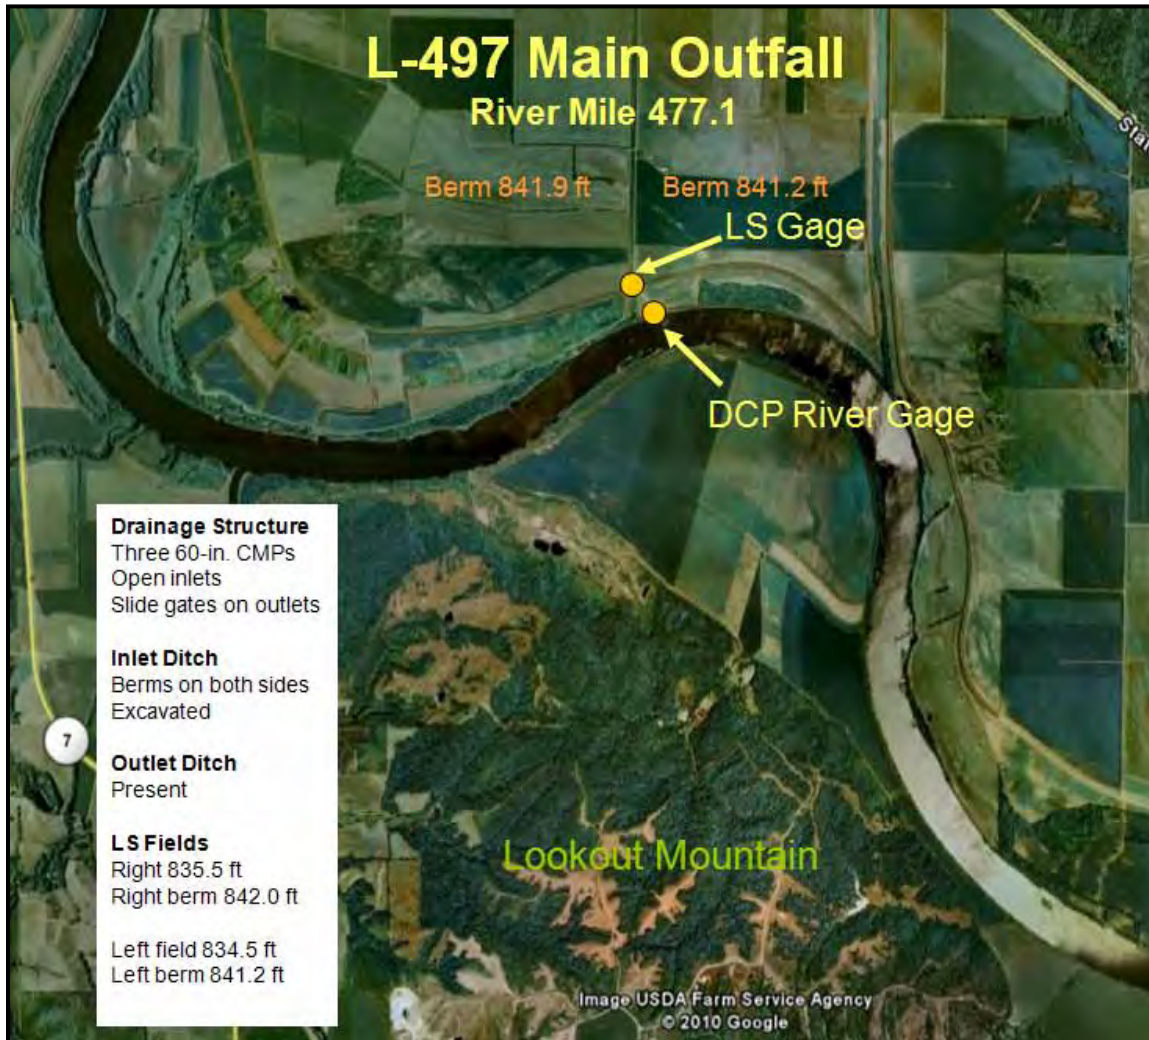 L-497 Main Outfall
River Mile 477.1
Berm 841.9 ft
Berm 841.2 ft
LS Gage
DCP River Gage
Drainage Structure
Three 60-in. CMPs
Open inlets
Slide gates on outlets
Inlet Ditch
Berms on both sides
Excavated
Outlet Ditch
Present
LS Fields
Right 835.5 ft
Right berm 842.0 ft
Left field 834.5 ft
Left berm 841.2 ft
7
Lookout Mountain
Image USDA Farm Service Agency
© 2010 Google